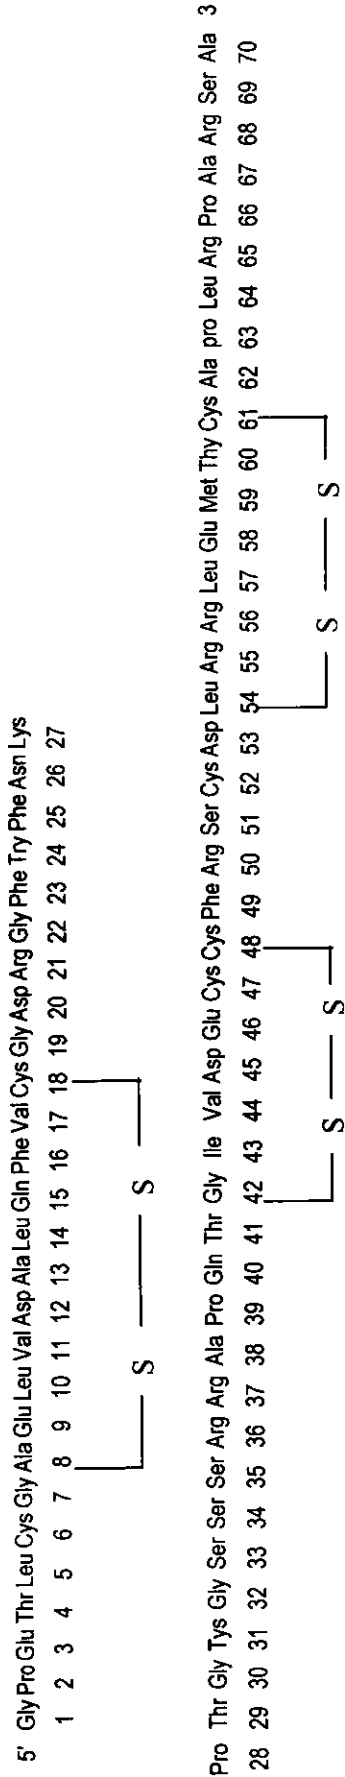 5' Gly Pro Glu Thr Leu Cys Gly Ala Glu Leu Val Asp Ala Leu Gln Phe Val Cys Gly Asp Arg Gly Phe Try Phe Asn Lys
1 2 3 4 5 6 7 8 9 10 11 12 13 14 15 16 17 18 19 20 21 22 23 24 25 26 27
S S
Pro Thr Gly Tys Gly Ser Ser Ser Arg Arg Ala Pro Gln Thr Gly Ile Val Asp Glu Cys Cys Phe Arg Ser Cys Asp Leu Arg Arg Leu Glu Met Thy Cys Ala pro Leu Arg Pro Ala Arg Ser Ala 3
28 29 30 31 32 33 34 35 36 37 38 39 40 41 42 43 44 45 46 47 48 49 50 51 52 53 54 55 56 57 58 59 60 61 62 63 64 65 66 67 68 69 70
S S S S